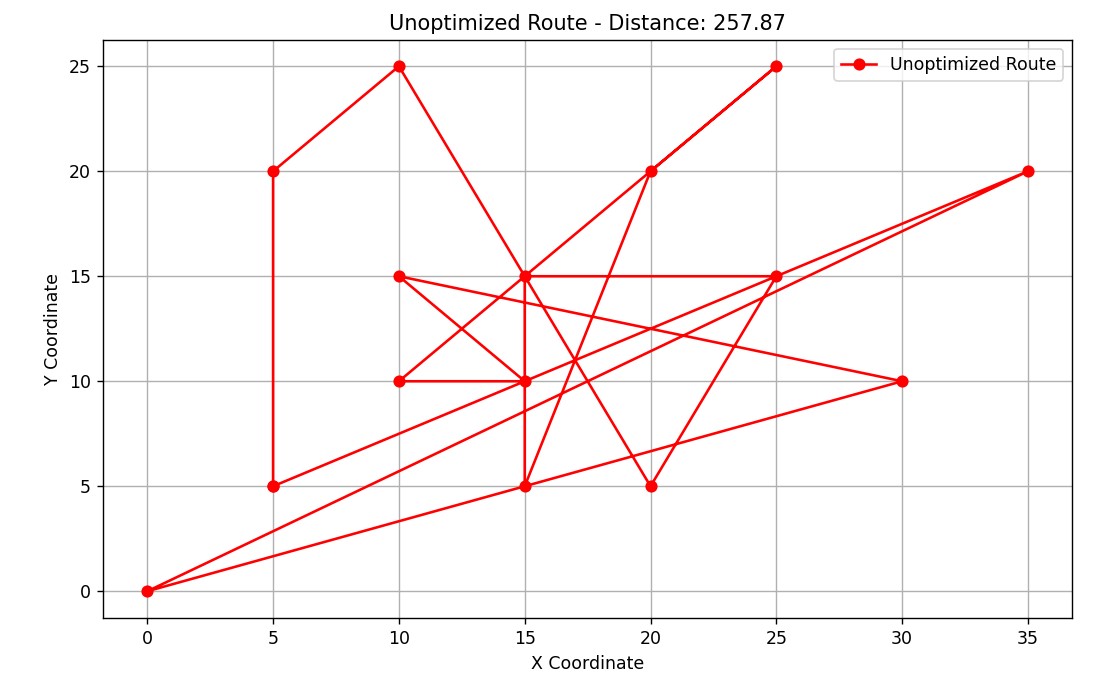 Unoptimized Route - Distance: 257.87
Unoptimized Route
25
20
15
10
5
0
Y Coordinate
0 5 10 15 20 25 30 35
X Coordinate